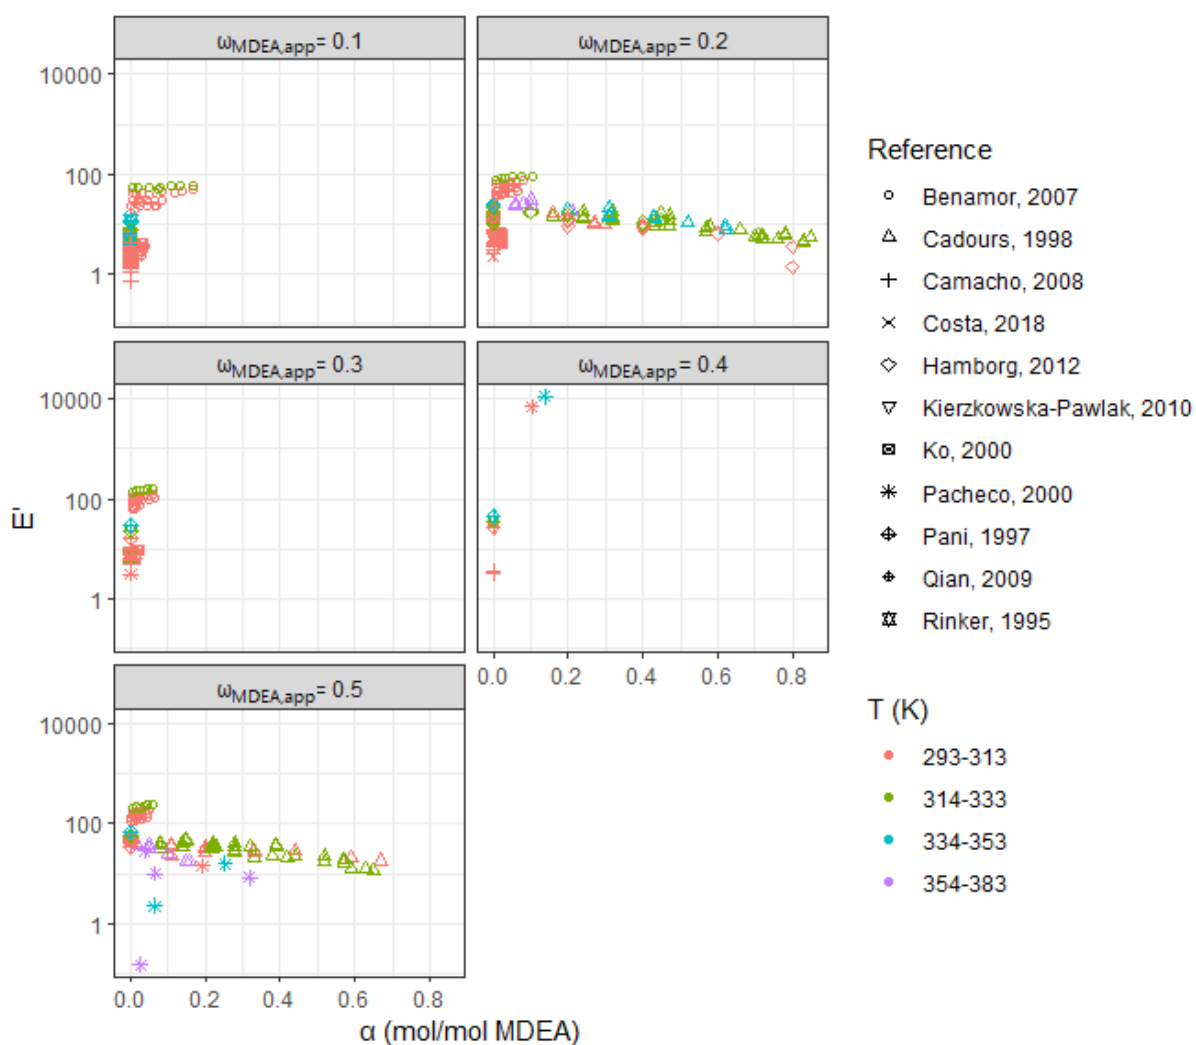 ωMDEA,app= 0.1
ωMDEA,app= 0.2
10000
100
1
ωMDEA,app= 0.3
ωMDEA,app= 0.4
10000
100
1
0.0 0.2 0.4 0.6 0.8
ωMDEA,app= 0.5
10000
100
1
0.0 0.2 0.4 0.6 0.8
α (mol/mol MDEA)
Reference
Benamor, 2007
Cadours, 1998
Camacho, 2008
Costa, 2018
Hamborg, 2012
Kierzkowska-Pawlak, 2010
Ko, 2000
Pacheco, 2000
Pani, 1997
Qian, 2009
Rinker, 1995
T (K)
293-313
314-333
334-353
354-383